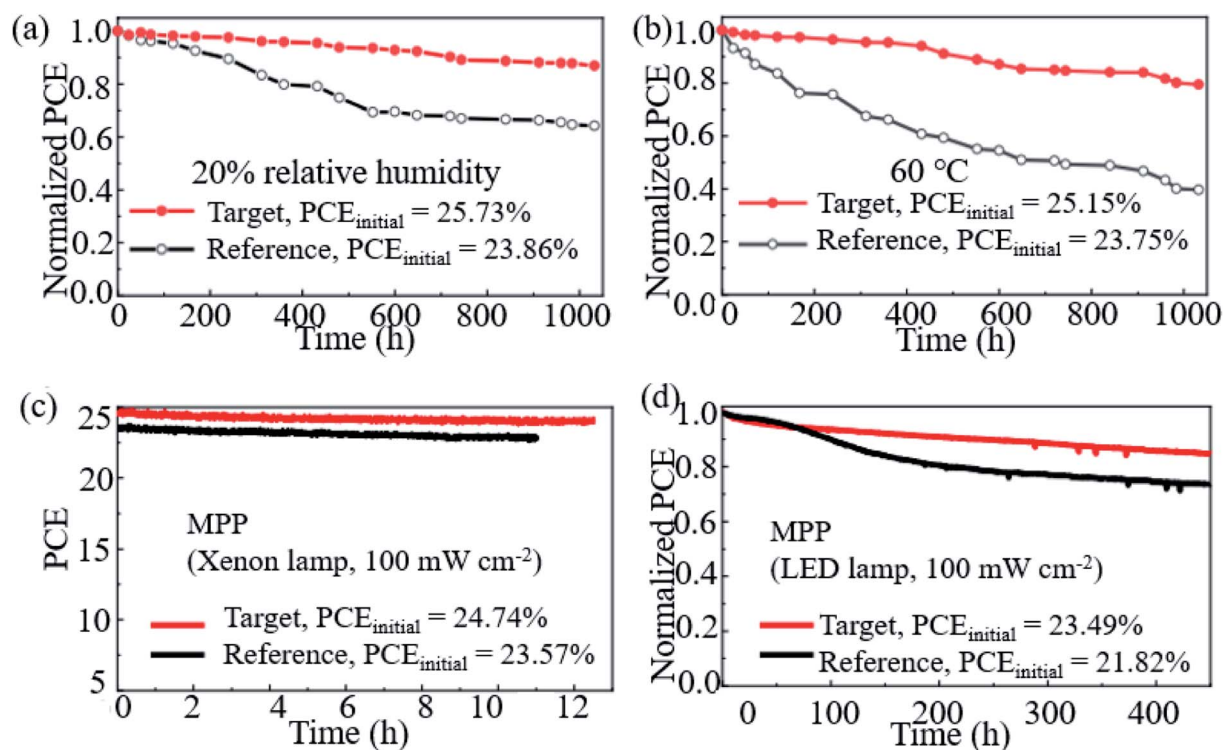 (a)
Normalized PCE
1.0
0.8
0.6
0.4
0.2
0.0
20% relative humidity
Target, PCEinitial = 25.73%
Reference, PCEinitial = 23.86%
0 200 400 600 800 1000
Time (h)
(b)
Normalized PCE
1.0
0.8
0.6
0.4
0.2
0.0
60 °C
Target, PCEinitial = 25.15%
Reference, PCEinitial = 23.75%
0 200 400 600 800 1000
Time (h)
(c)
PCE
25
20
15
10
5
MPP
(Xenon lamp, 100 mW cm-2)
Target, PCEinitial = 24.74%
Reference, PCEinitial = 23.57%
0 2 4 6 8 10 12
Time (h)
(d)
Normalized PCE
1.0
0.8
0.6
0.4
0.2
0.0
MPP
(LED lamp, 100 mW cm-2)
Target, PCEinitial = 23.49%
Reference, PCEinitial = 21.82%
0 100 200 300 400
Time (h)